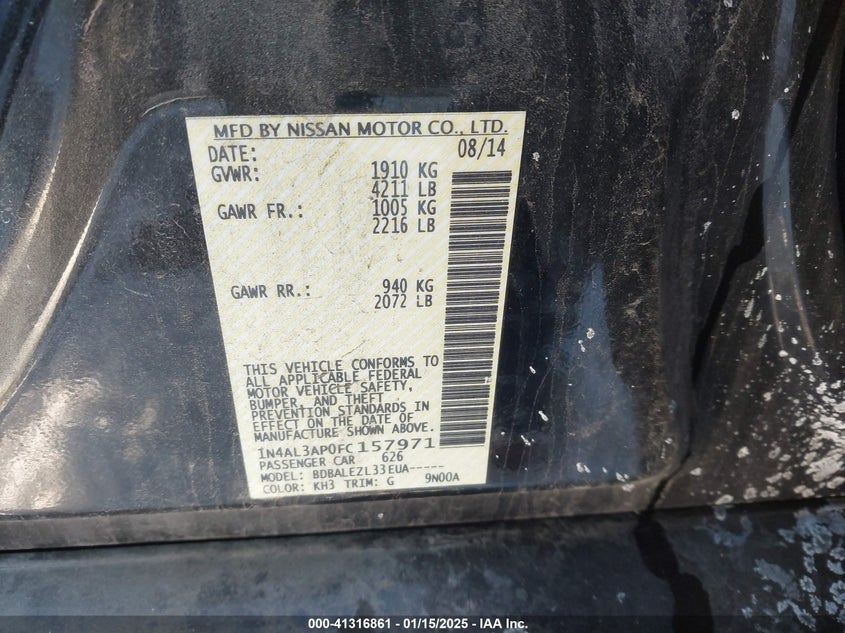 MFD BY NISSAN MOTOR CO., LTD.
DATE: 08/14
GVWR: 1910 KG
4211 LB
GAWR FR.: 1005 KG
2216 LB
GAWR RR.: 940 KG
2072 LB
THIS VEHICLE CONFORMS TO
ALL APPLICABLE FEDERAL
MOTOR VEHICLE SAFETY,
BUMPER, AND THEFT
PREVENTION STANDARDS IN
EFFECT ON THE DATE OF
MANUFACTURE SHOWN ABOVE.
1N4AL3AP0FC157971
PASSENGER CAR 626
MODEL: BDBALEZL33EUA-----
COLOR: KH3 TRIM: G 9N00A
000-41316861 - 01/15/2025 - IAA Inc.